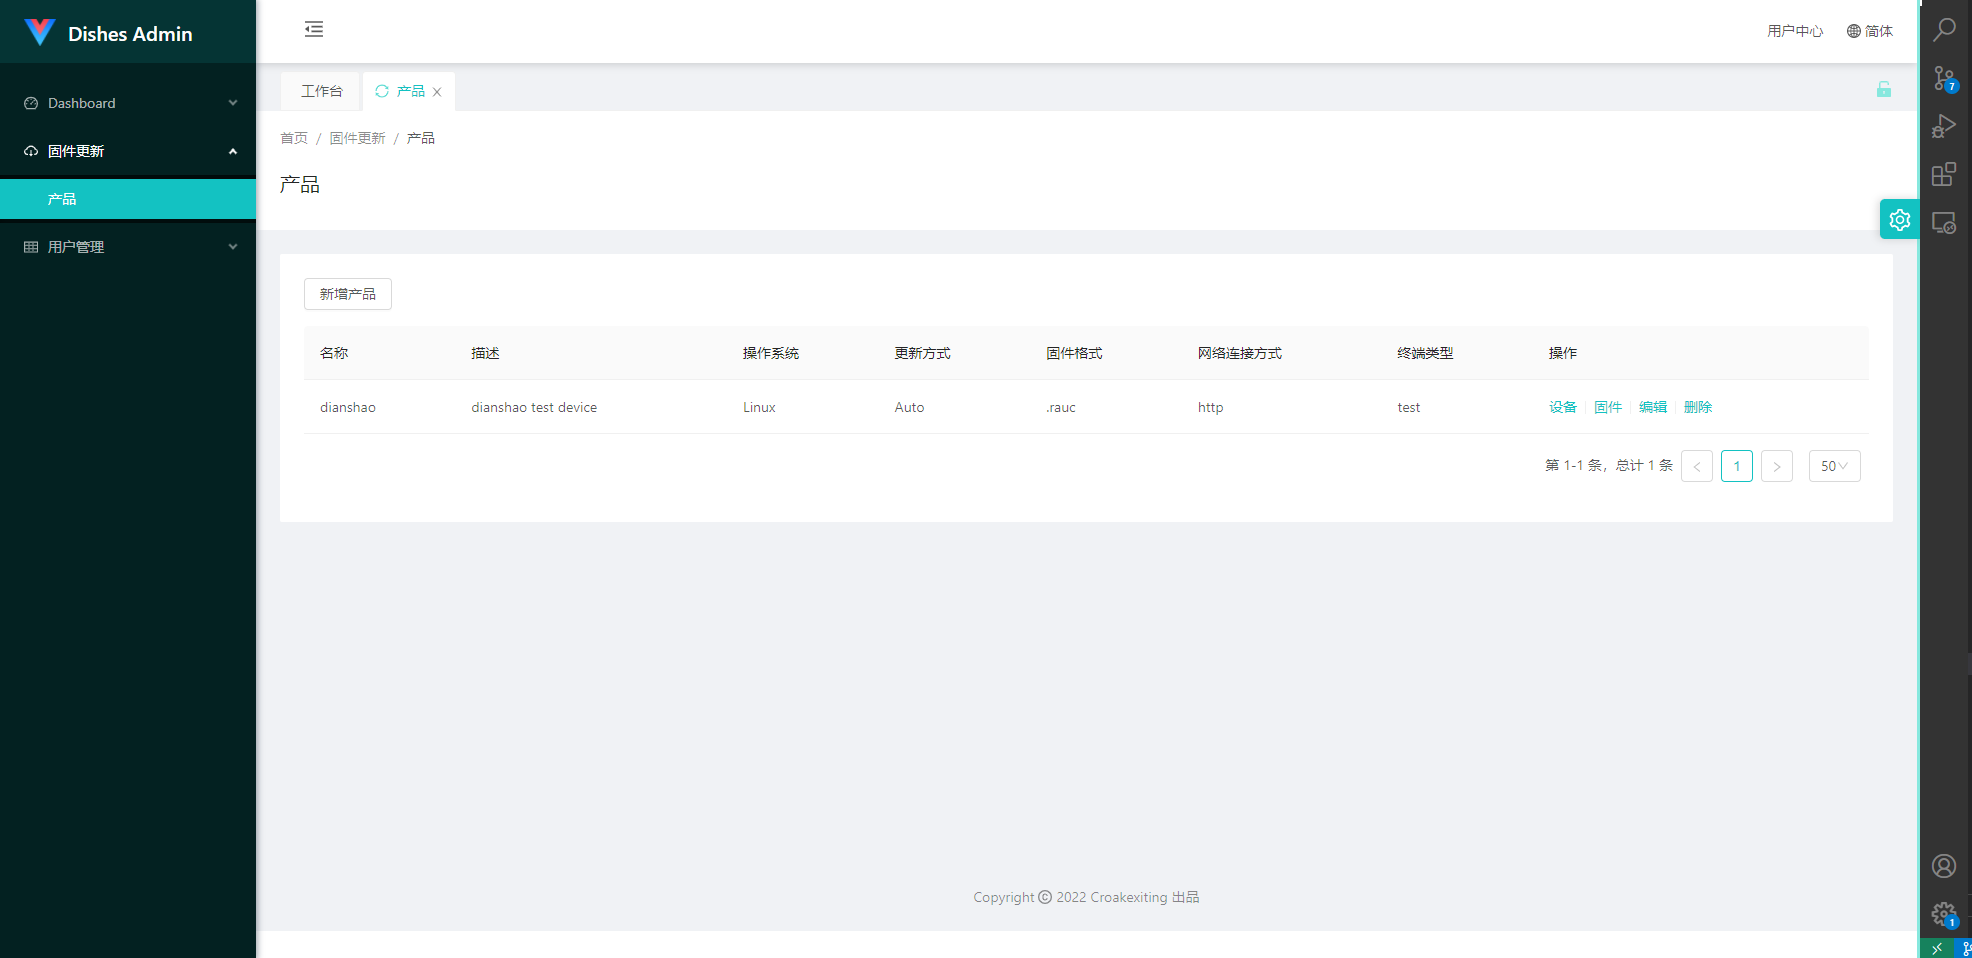 Dishes Admin
用户中心 简体
Dashboard
固件更新
产品
用户管理
工作台 产品
首页 / 固件更新 / 产品
产品
新增产品
名称 描述 操作系统 更新方式 固件格式 网络连接方式 终端类型 操作
dianshao dianshao test device Linux Auto .rauc http test 设备 固件 编辑 删除
第 1-1 条，总计 1 条 < 1 > 50
Copyright © 2022 Croakexiting 出品
7
1